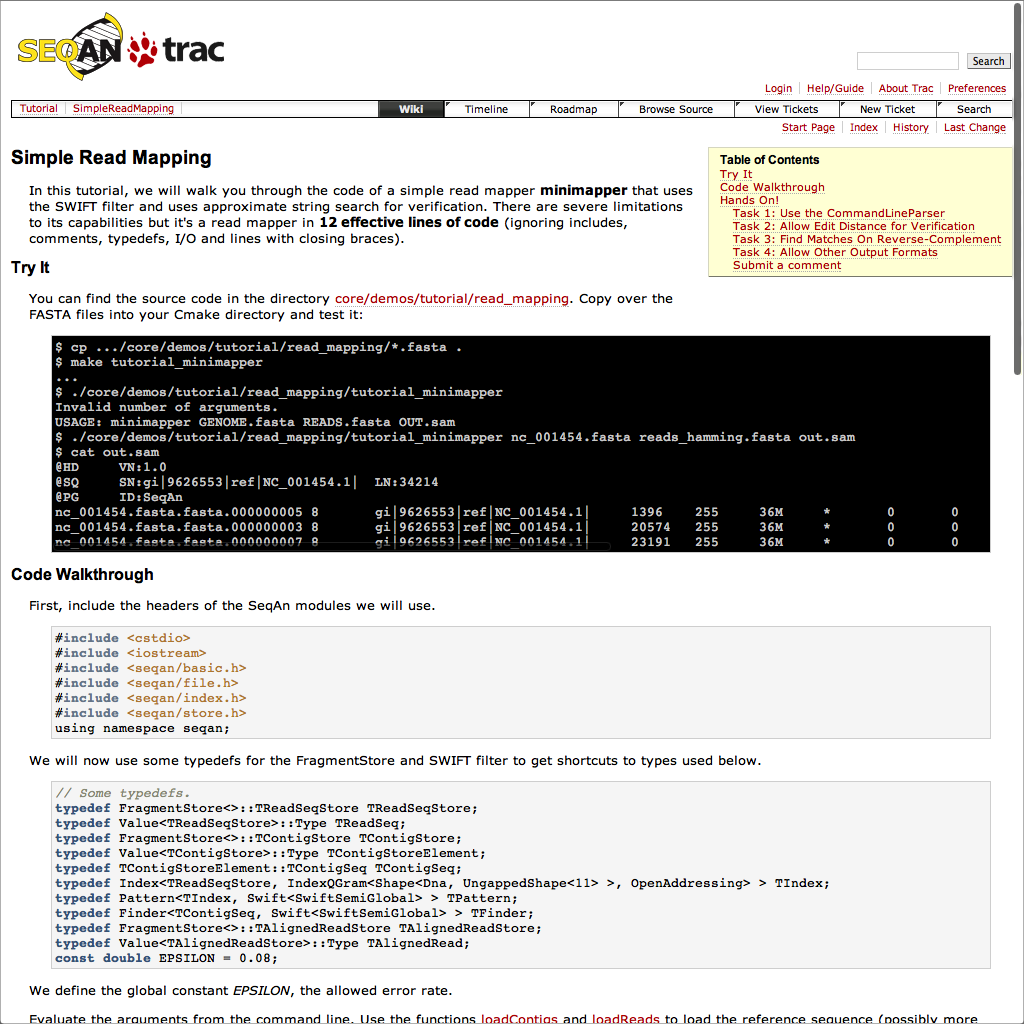 SEQAN trac
Search
Login Help/Guide About Trac Preferences
Tutorial SimpleReadMapping Wiki Timeline Roadmap Browse Source View Tickets New Ticket Search
Start Page Index History Last Change
Simple Read Mapping
In this tutorial, we will walk you through the code of a simple read mapper minimapper that uses
the SWIFT filter and uses approximate string search for verification. There are severe limitations
to its capabilities but it's a read mapper in 12 effective lines of code (ignoring includes,
comments, typedefs, I/O and lines with closing braces).
Table of Contents
Try It
Code Walkthrough
Hands On!
Task 1: Use the CommandLineParser
Task 2: Allow Edit Distance for Verification
Task 3: Find Matches On Reverse-Complement
Task 4: Allow Other Output Formats
Submit a comment
Try It
You can find the source code in the directory core/demos/tutorial/read_mapping. Copy over the
FASTA files into your Cmake directory and test it:
$ cp .../core/demos/tutorial/read_mapping/*.fasta .
$ make tutorial_minimapper
...
$ ./core/demos/tutorial/read_mapping/tutorial_minimapper
Invalid number of arguments.
USAGE: minimapper GENOME.fasta READS.fasta OUT.sam
$ ./core/demos/tutorial/read_mapping/tutorial_minimapper nc_001454.fasta reads_hamming.fasta out.sam
$ cat out.sam
@HD VN:1.0
@SQ SN:gi|9626553|ref|NC_001454.1| LN:34214
@PG ID:SeqAn
nc_001454.fasta.fasta.000000005 8 gi|9626553|ref|NC_001454.1| 1396 255 36M * 0 0
nc_001454.fasta.fasta.000000003 8 gi|9626553|ref|NC_001454.1| 20574 255 36M * 0 0
nc_001454.fasta.fasta.000000007 8 gi|9626553|ref|NC_001454.1| 23191 255 36M * 0 0
Code Walkthrough
First, include the headers of the SeqAn modules we will use.
#include <cstdio>
#include <iostream>
#include <seqan/basic.h>
#include <seqan/file.h>
#include <seqan/index.h>
#include <seqan/store.h>
using namespace seqan;
We will now use some typedefs for the FragmentStore and SWIFT filter to get shortcuts to types used below.
// Some typedefs.
typedef FragmentStore<>::TReadSeqStore TReadSeqStore;
typedef Value<TReadSeqStore>::Type TReadSeq;
typedef FragmentStore<>::TContigStore TContigStore;
typedef Value<TContigStore>::Type TContigStoreElement;
typedef TContigStoreElement::TContigSeq TContigSeq;
typedef Index<TReadSeqStore, IndexQGram<Shape<Dna, UngappedShape<11> >, OpenAddressing> > TIndex;
typedef Pattern<TIndex, Swift<SwiftSemiGlobal> > TPattern;
typedef Finder<TContigSeq, Swift<SwiftSemiGlobal> > TFinder;
typedef FragmentStore<>::TAlignedReadStore TAlignedReadStore;
typedef Value<TAlignedReadStore>::Type TAlignedRead;
const double EPSILON = 0.08;
We define the global constant EPSILON, the allowed error rate.
Evaluate the arguments from the command line. Use the functions loadContigs and loadReads to load the reference sequence (possibly more